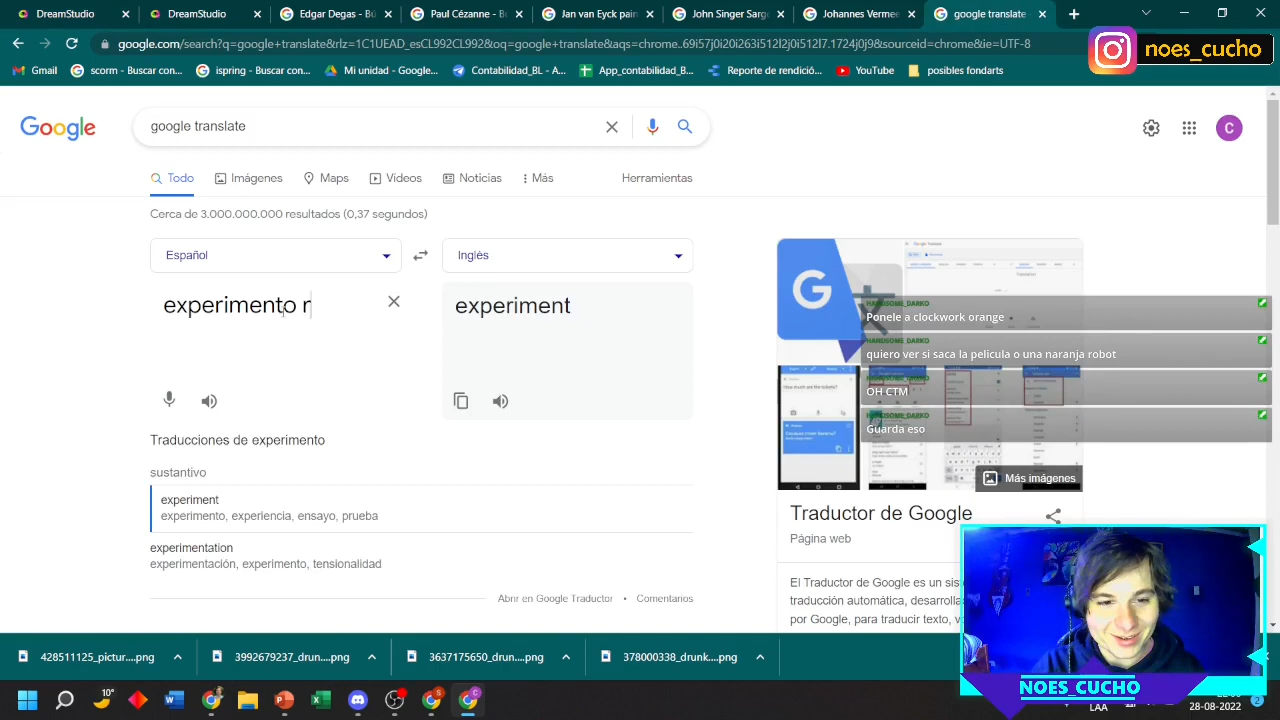 DreamStudio
DreamStudio
Edgar Degas - Bú
Paul Cézanne - B
Jan van Eyck pain
John Singer Sarg
Johannes Vermee
google translate
google.com/search?q=google+translate&rlz=1C1UEAD_esCL992CL992&oq=google+translate&aqs=chrome..69i57j0i20i263i512l2j0i512l7.1724j0j9&sourceid=chrome&ie=UTF-8
noes_cucho
Gmail
scorm - Buscar con...
ispring - Buscar con...
Mi unidad - Google...
Contabilidad_BL - A...
App_contabilidad_B...
Reporte de rendició...
YouTube
posibles fondarts
Google
google translate
C
Todo
Imágenes
Maps
Videos
Noticias
Más
Herramientas
Cerca de 3.000.000.000 resultados (0,37 segundos)
Español
Inglés
experimento r
experiment
HANDSOME_DARKO
Ponele a clockwork orange
HANDSOME_DARKO
quiero ver si saca la película o una naranja robot
HANDSOME_DARKO
OH CTM
HANDSOME_DARKO
Guarda eso
Traducciones de experimento
sustantivo
experiment
experimento, experiencia, ensayo, prueba
experimentation
experimentación, experimento, tensionalidad
Abrir en Google Traductor • Comentarios
Más imágenes
Traductor de Google
Página web
El Traductor de Google es un sis
traducción automática, desarrolla
por Google, para traducir texto, v
428511125_pictur....png
3992679237_drun....png
3637175650_drun....png
378000338_drunk....png
NOES_CUCHO
10°
LAA
28-08-2022
2